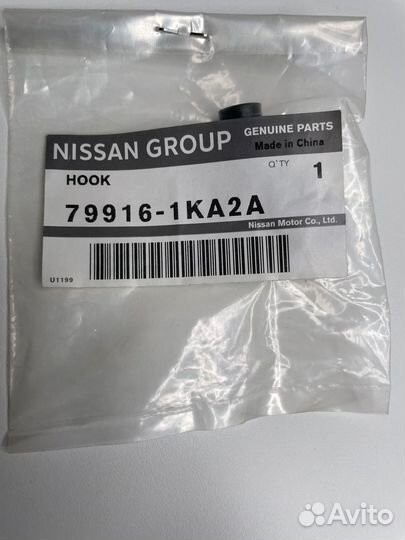 NISSAN GROUP
GENUINE PARTS
Made in China
HOOK
Q'TY 1
79916-1KA2A
Nissan Motor Co., Ltd.
U1199
Avito